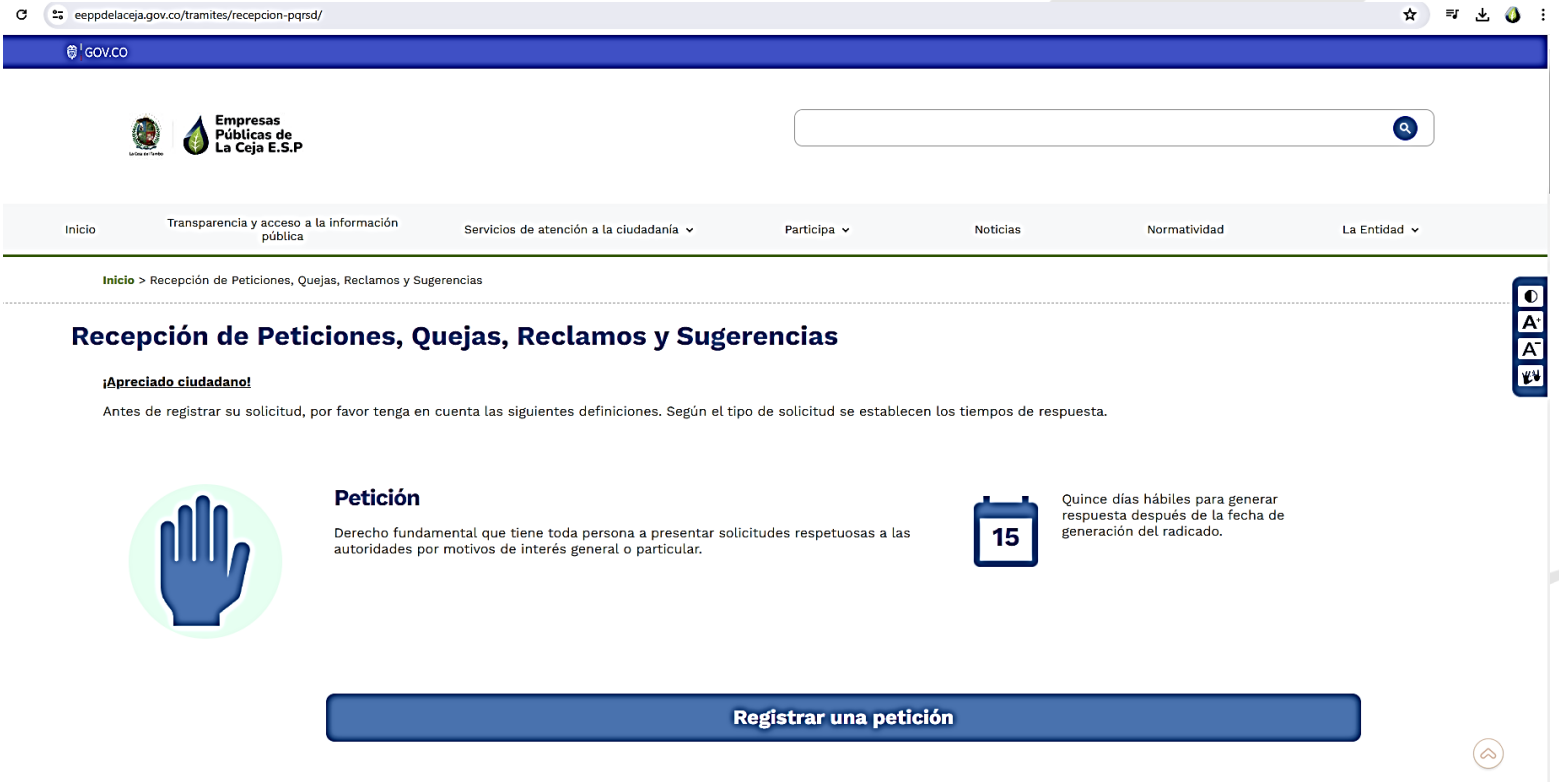 eeppdelaceja.gov.co/tramites/recepcion-pqrsd/
GOV.CO
Empresas
Públicas de
La Ceja E.S.P
Inicio
Transparencia y acceso a la información
pública
Servicios de atención a la ciudadanía
Participa
Noticias
Normatividad
La Entidad
Inicio > Recepción de Peticiones, Quejas, Reclamos y Sugerencias
A+
A-
Recepción de Peticiones, Quejas, Reclamos y Sugerencias
¡Apreciado ciudadano!
Antes de registrar su solicitud, por favor tenga en cuenta las siguientes definiciones. Según el tipo de solicitud se establecen los tiempos de respuesta.
Petición
Derecho fundamental que tiene toda persona a presentar solicitudes respetuosas a las
autoridades por motivos de interés general o particular.
15
Quince días hábiles para generar
respuesta después de la fecha de
generación del radicado.
Registrar una petición